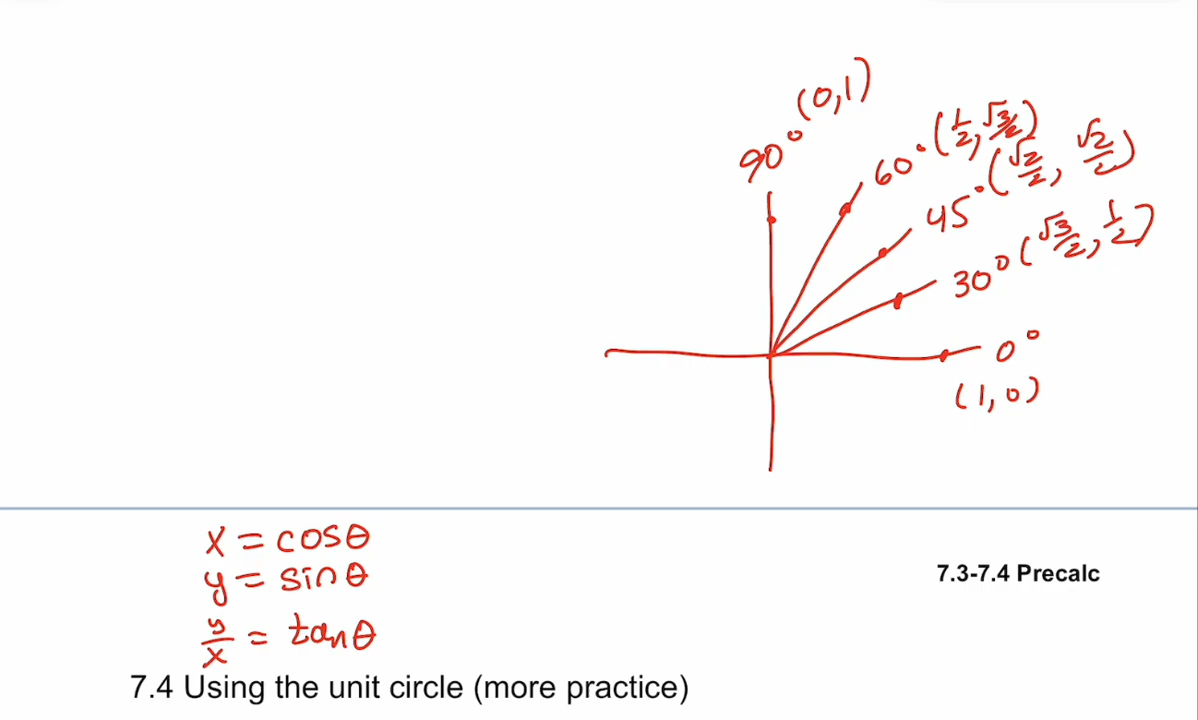 90° (0,1)
60° (1/2, √3/2)
45° (√2/2, √2/2)
30° (√3/2, 1/2)
0°
(1,0)
x = cosθ
y = sinθ
y/x = tanθ
7.3-7.4 Precalc
7.4 Using the unit circle (more practice)